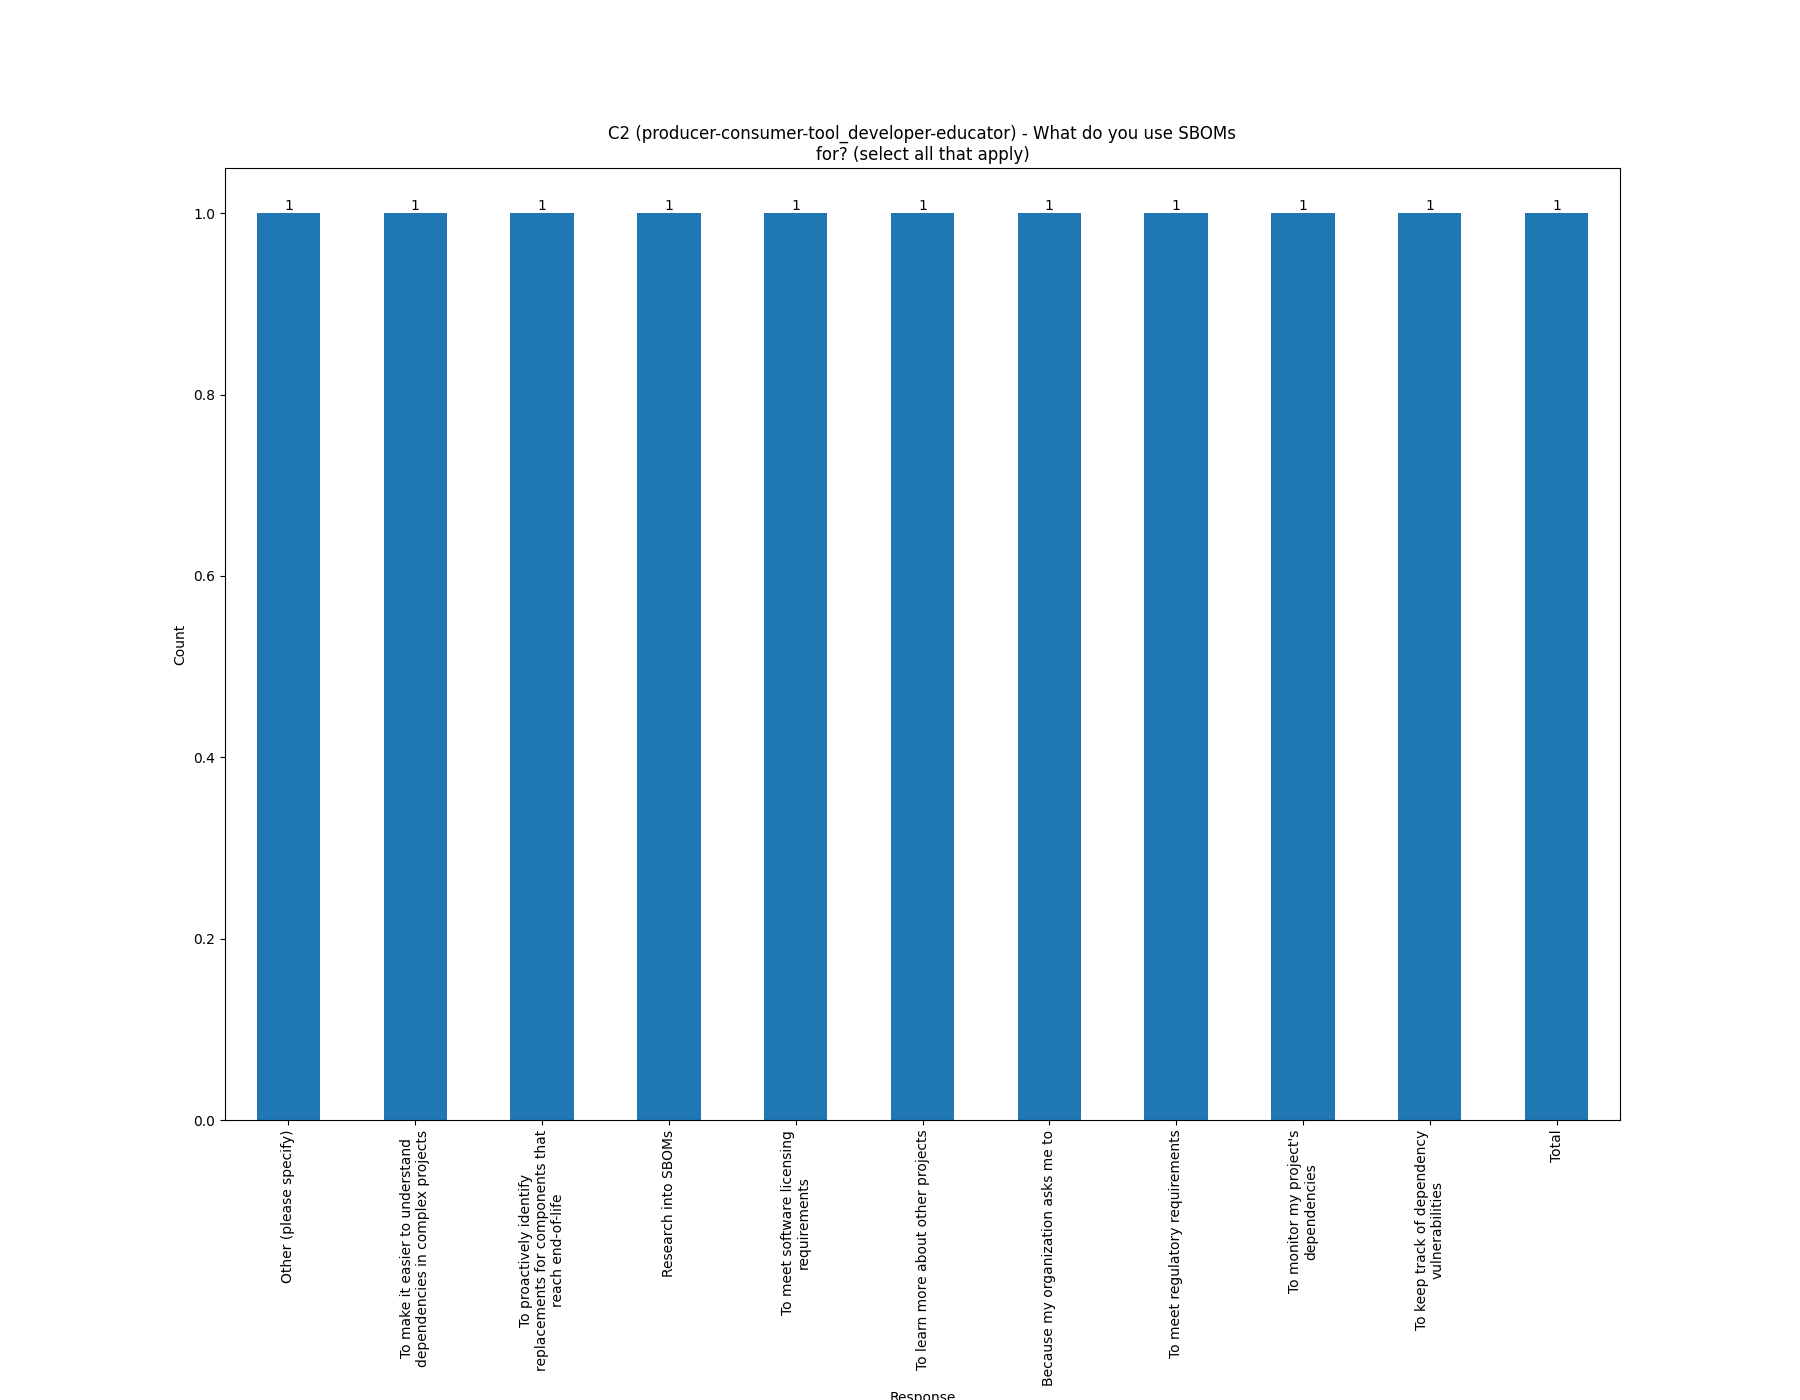 C2 (producer-consumer-tool_developer-educator) - What do you use SBOMs
for? (select all that apply)
1 1 1 1 1 1 1 1 1 1 1
1.0
0.8
0.6
0.4
0.2
0.0
Count
Other (please specify)
To make it easier to understand
dependencies in complex projects
To proactively identify
replacements for components that
reach end-of-life
Research into SBOMs
To meet software licensing
requirements
To learn more about other projects
Because my organization asks me to
To meet regulatory requirements
To monitor my project's
dependencies
To keep track of dependency
vulnerabilities
Total
Response